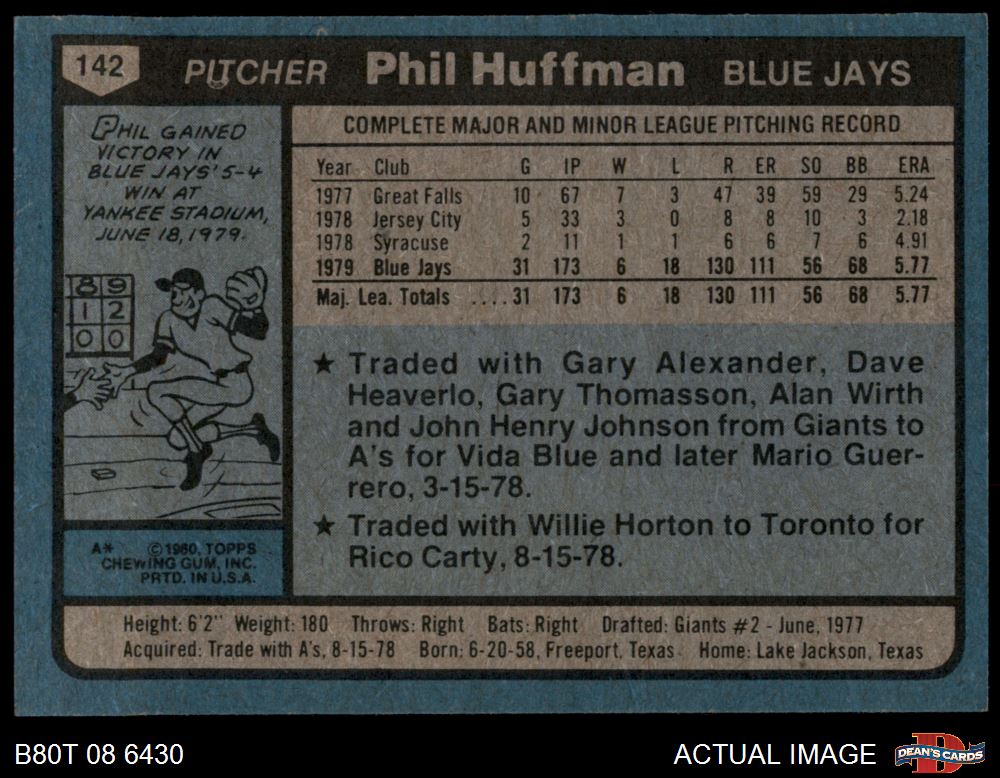 142 PITCHER Phil Huffman BLUE JAYS
PHIL GAINED
VICTORY IN
BLUE JAYS' 5-4
WIN AT
YANKEE STADIUM,
JUNE 18, 1979.
8 9
1 2
0 0
A* ©1980, TOPPS
CHEWING GUM, INC.
PRTD. IN U.S.A.
COMPLETE MAJOR AND MINOR LEAGUE PITCHING RECORD
Year Club G IP W L R ER SO BB ERA
1977 Great Falls 10 67 7 3 47 39 59 29 5.24
1978 Jersey City 5 33 3 0 8 8 10 3 2.18
1978 Syracuse 2 11 1 1 6 6 7 6 4.91
1979 Blue Jays 31 173 6 18 130 111 56 68 5.77
Maj. Lea. Totals ....31 173 6 18 130 111 56 68 5.77
★ Traded with Gary Alexander, Dave
Heaverlo, Gary Thomasson, Alan Wirth
and John Henry Johnson from Giants to
A's for Vida Blue and later Mario Guer-
rero, 3-15-78.
★ Traded with Willie Horton to Toronto for
Rico Carty, 8-15-78.
Height: 6'2" Weight: 180 Throws: Right Bats: Right Drafted: Giants #2 - June, 1977
Acquired: Trade with A's, 8-15-78 Born: 6-20-58, Freeport, Texas Home: Lake Jackson, Texas
B80T 08 6430
ACTUAL IMAGE
D
DEAN'S CARDS